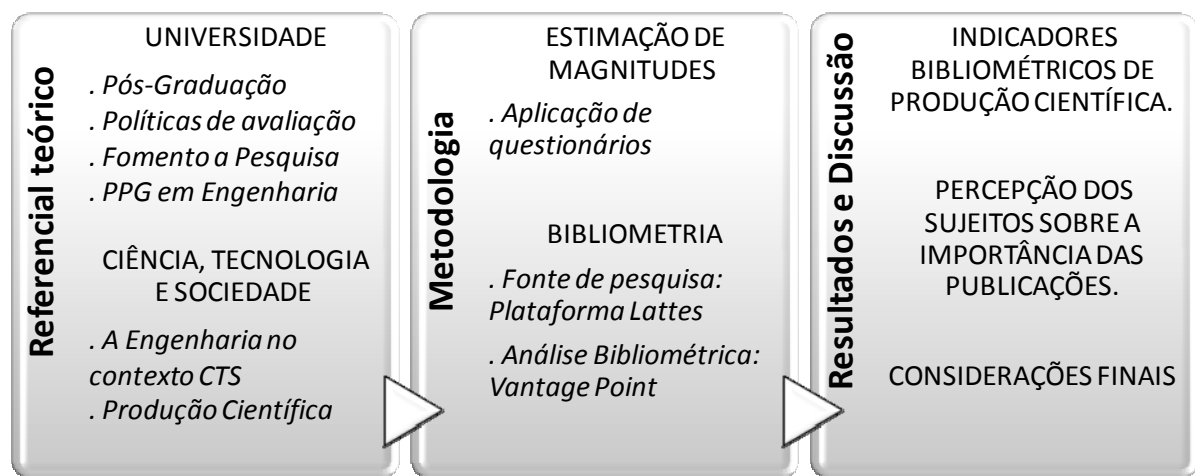 Referencial teórico
UNIVERSIDADE
. Pós-Graduação
. Políticas de avaliação
. Fomento a Pesquisa
. PPG em Engenharia
CIÊNCIA, TECNOLOGIA
E SOCIEDADE
. A Engenharia no
contexto CTS
. Produção Científica
Metodologia
ESTIMAÇÃO DE
MAGNITUDES
. Aplicação de
questionários
BIBLIOMETRIA
. Fonte de pesquisa:
Plataforma Lattes
. Análise Bibliométrica:
Vantage Point
Resultados e Discussão
INDICADORES
BIBLIOMÉTRICOS DE
PRODUÇÃO CIENTÍFICA.
PERCEPÇÃO DOS
SUJEITOS SOBRE A
IMPORTÂNCIA DAS
PUBLICAÇÕES.
CONSIDERAÇÕES FINAIS